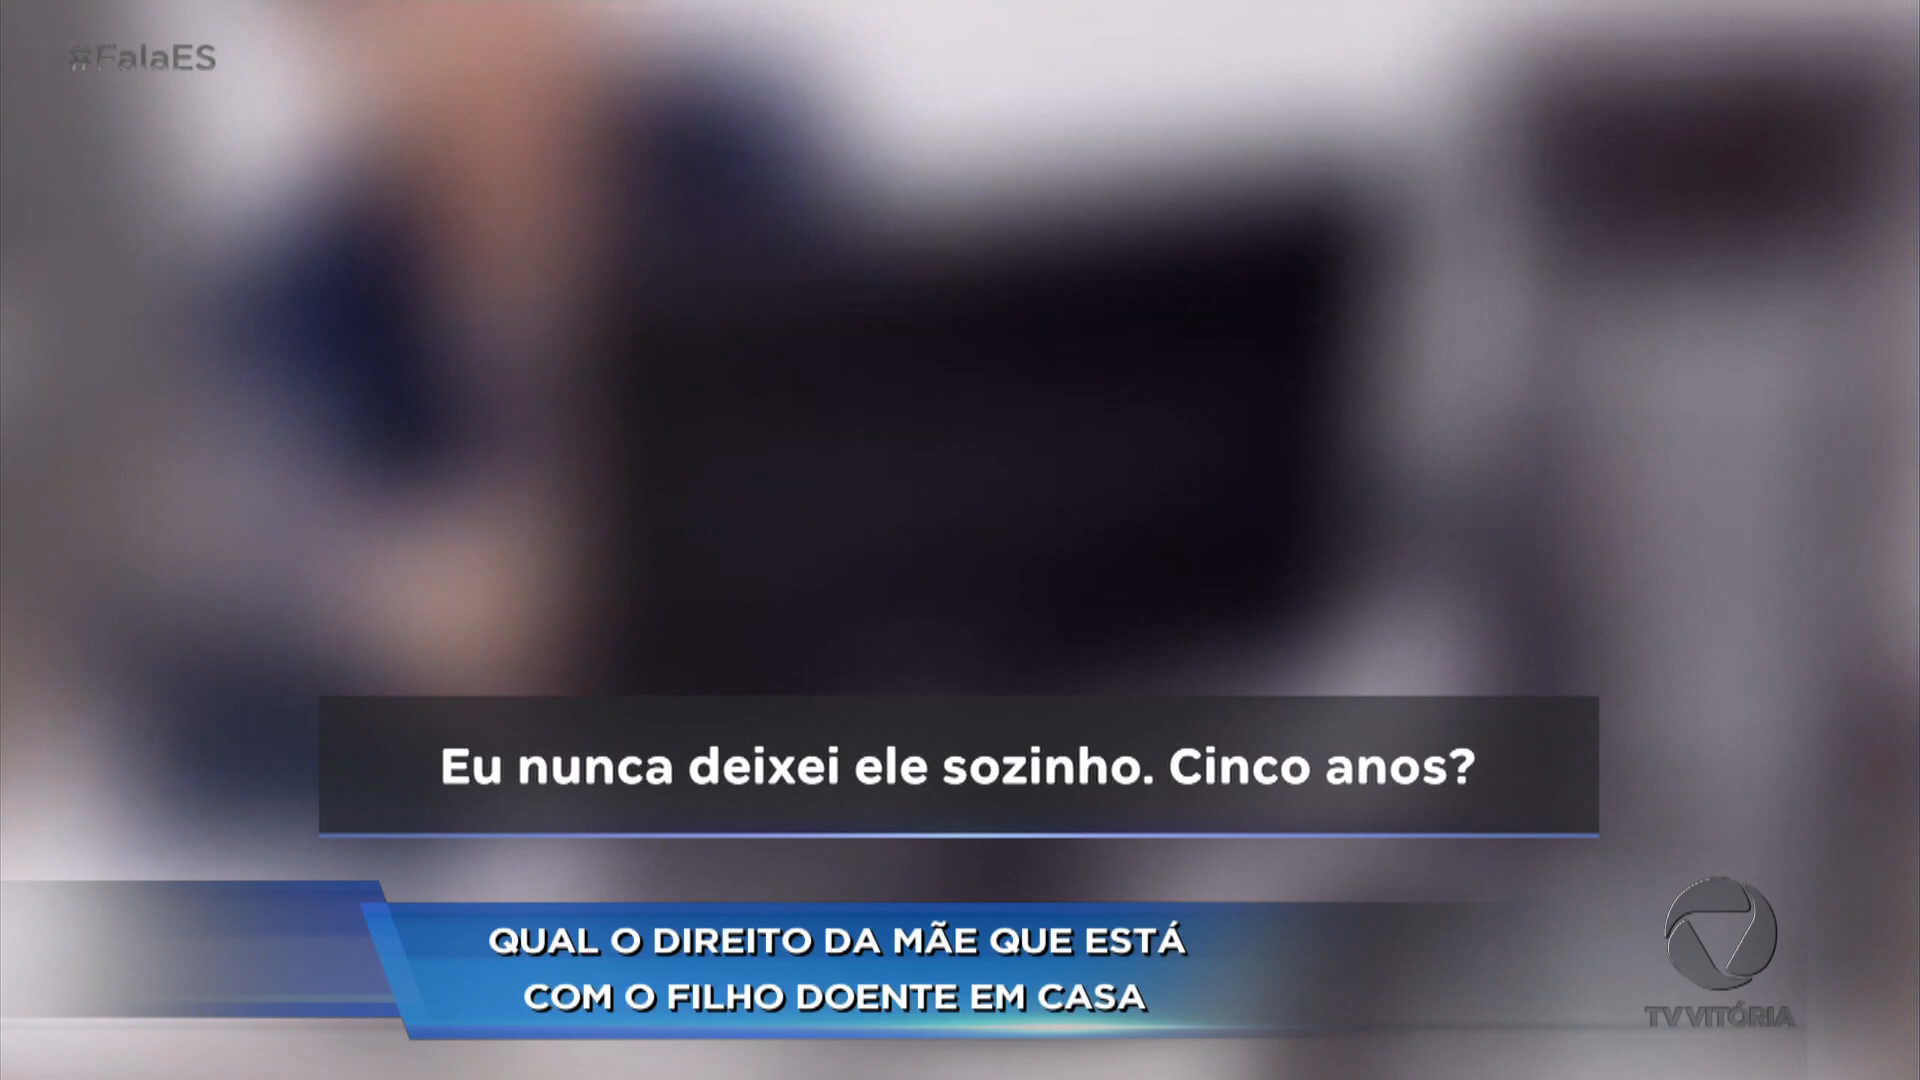 #FalaES
Eu nunca deixei ele sozinho. Cinco anos?
QUAL O DIREITO DA MÃE QUE ESTÁ
COM O FILHO DOENTE EM CASA
TV VITÓRIA